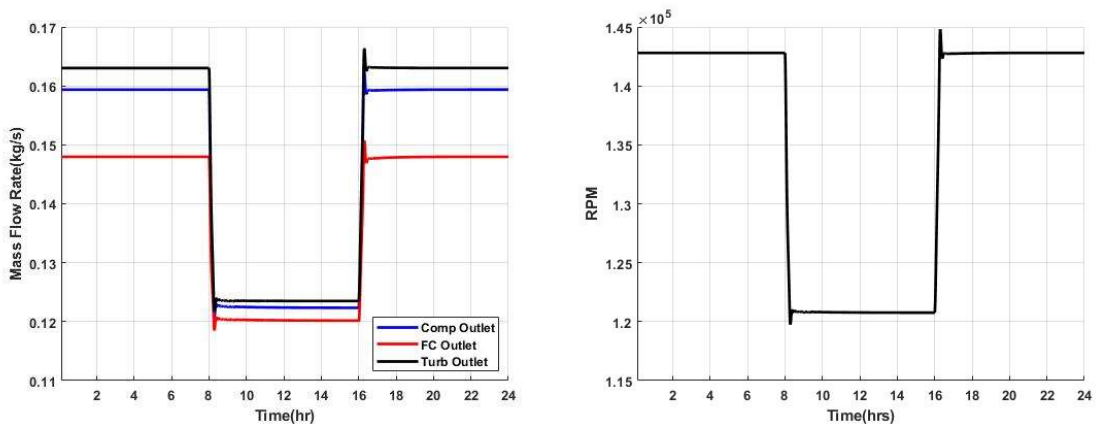 0.17
0.16
0.15
0.14
0.13
0.12
0.11
Mass Flow Rate(kg/s)
2 4 6 8 10 12 14 16 18 20 22 24
Time(hr)
Comp Outlet
FC Outlet
Turb Outlet
×10⁵
1.45
1.4
1.35
1.3
1.25
1.2
1.15
RPM
2 4 6 8 10 12 14 16 18 20 22 24
Time(hrs)